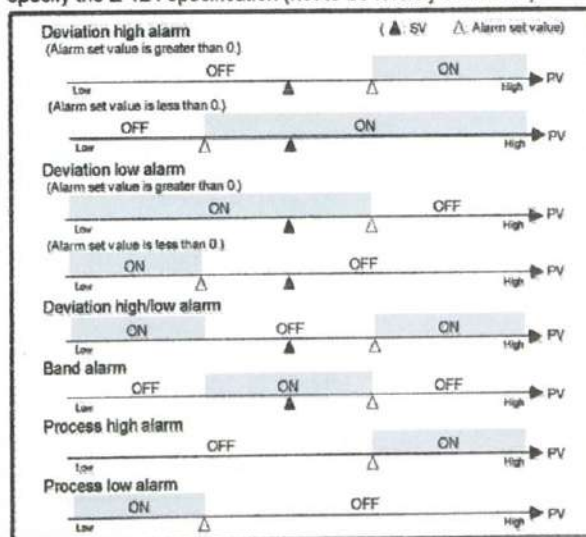 Deviation high alarm ( ▲: SV △: Alarm set value)
(Alarm set value is greater than 0.)
OFF ON
Low High PV
(Alarm set value is less than 0.)
OFF ON
Low High PV
Deviation low alarm
(Alarm set value is greater than 0.)
ON OFF
Low High PV
(Alarm set value is less than 0.)
ON OFF
Low High PV
Deviation high/low alarm
ON OFF ON
Low High PV
Band alarm
OFF ON OFF
Low High PV
Process high alarm
OFF ON
Low High PV
Process low alarm
ON OFF
Low High PV